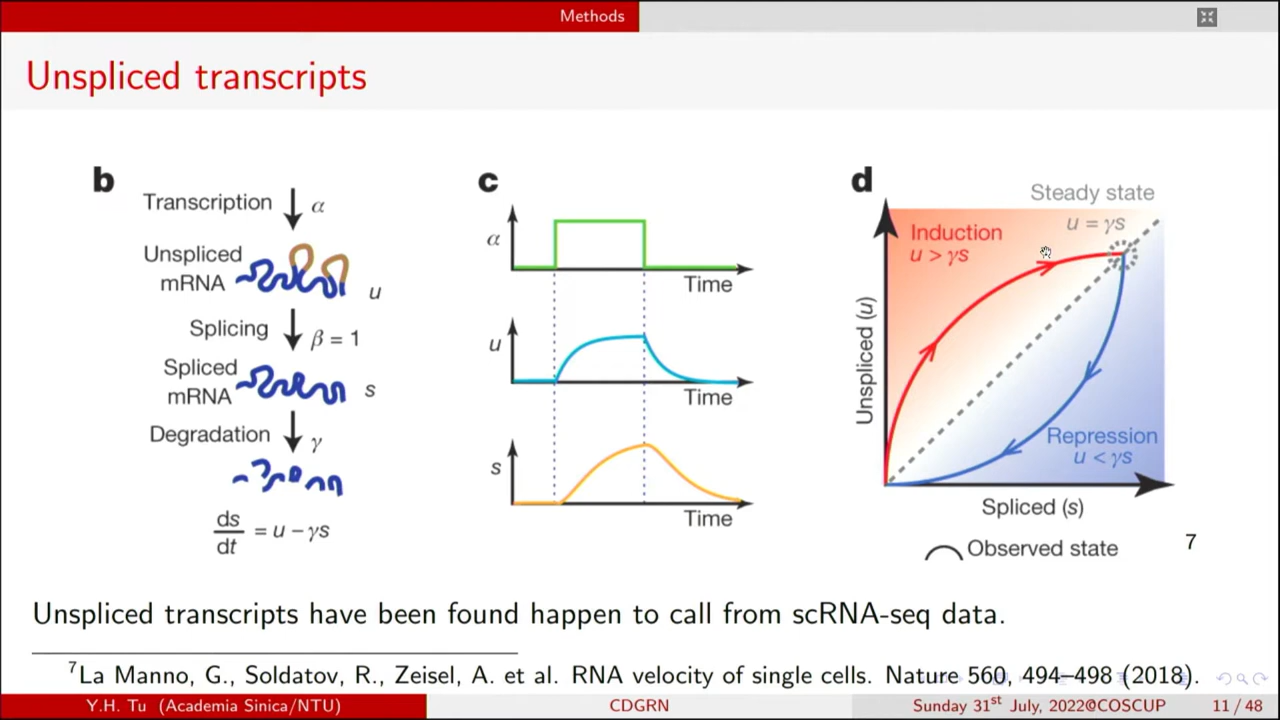 Methods
Unspliced transcripts
b
Transcription
α
Unspliced
mRNA
u
Splicing
β = 1
Spliced
mRNA
s
Degradation
γ
ds
dt
= u − γs
c
α
Time
u
Time
s
Time
d
Steady state
u = γs
Induction
u > γs
Unspliced (u)
Repression
u < γs
Spliced (s)
Observed state
7
Unspliced transcripts have been found happen to call from scRNA-seq data.
7La Manno, G., Soldatov, R., Zeisel, A. et al. RNA velocity of single cells. Nature 560, 494–498 (2018).
Y.H. Tu (Academia Sinica/NTU)
CDGRN
Sunday 31st July, 2022@COSCUP
11 / 48